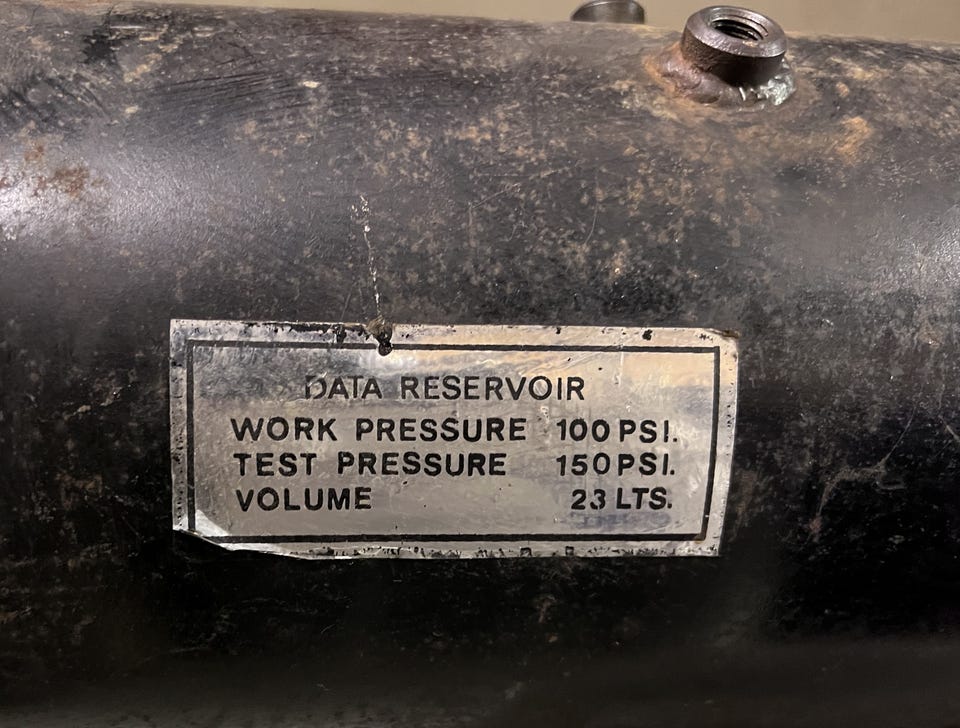 DATA RESERVOIR
WORK PRESSURE 100 PSI.
TEST PRESSURE 150 PSI.
VOLUME 23 LTS.